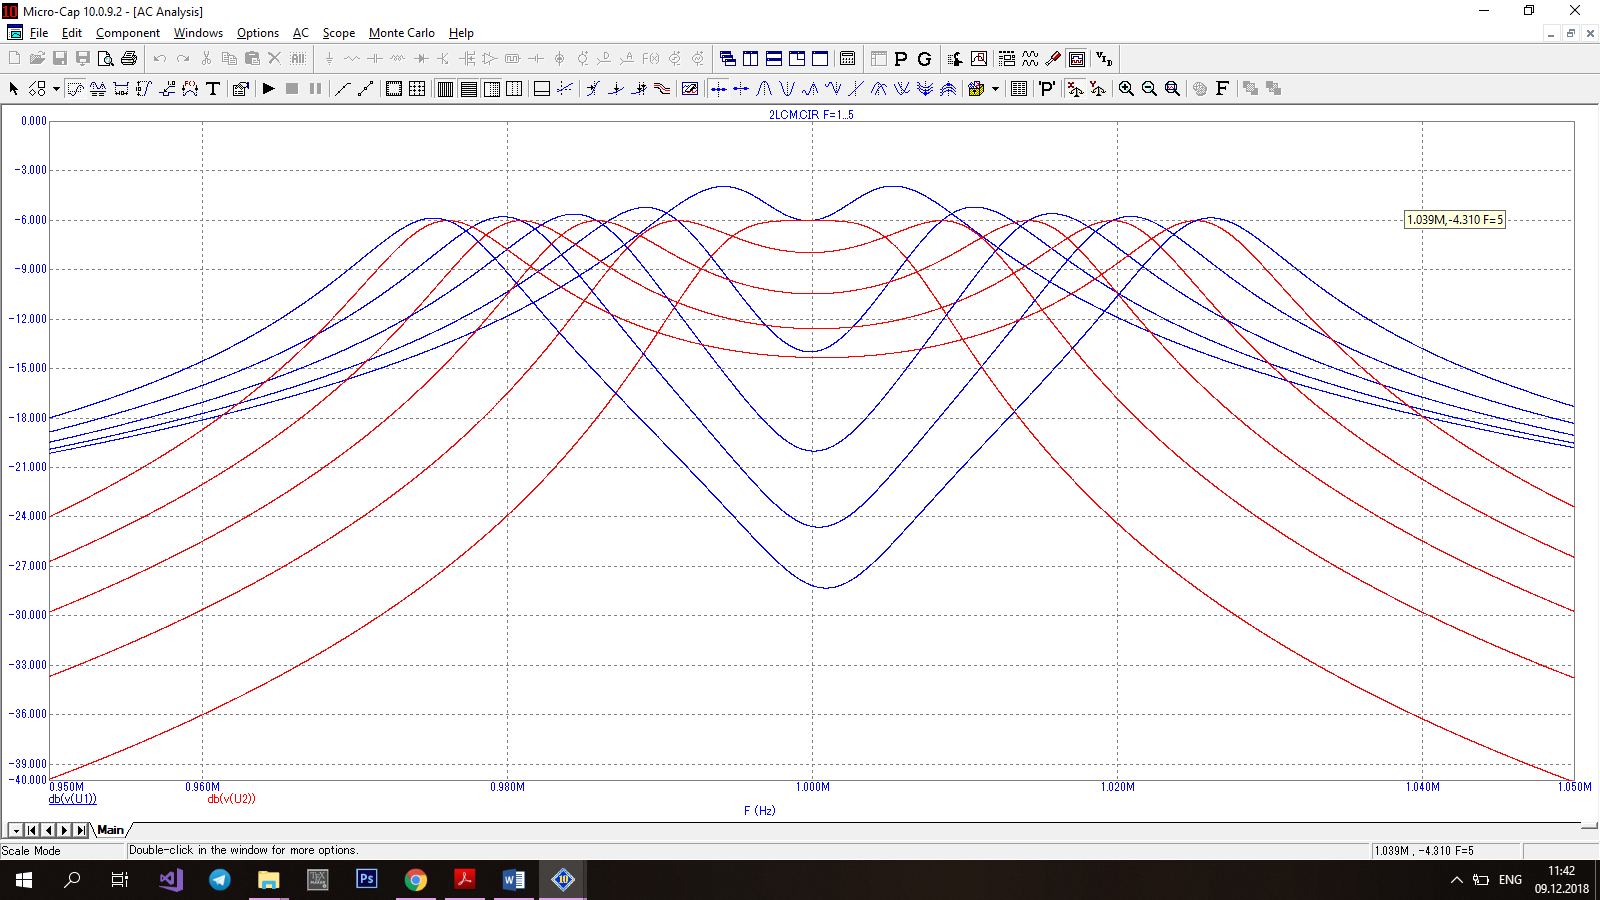 10 Micro-Cap 10.0.9.2 - [AC Analysis]
File Edit Component Windows Options AC Scope Monte Carlo Help
2LCM.CIR F=1...5
0.000
-3.000
-6.000
-9.000
-12.000
-15.000
-18.000
-21.000
-24.000
-27.000
-30.000
-33.000
-36.000
-39.000
-40.000
1.039M,-4.310 F=5
0.950M 0.960M 0.980M 1.000M 1.020M 1.040M 1.050M
db(v(U1)) db(v(U2))
F (Hz)
Main
Scale Mode Double-click in the window for more options. 1.039M , -4.310 F=5
ENG 11:42
09.12.2018